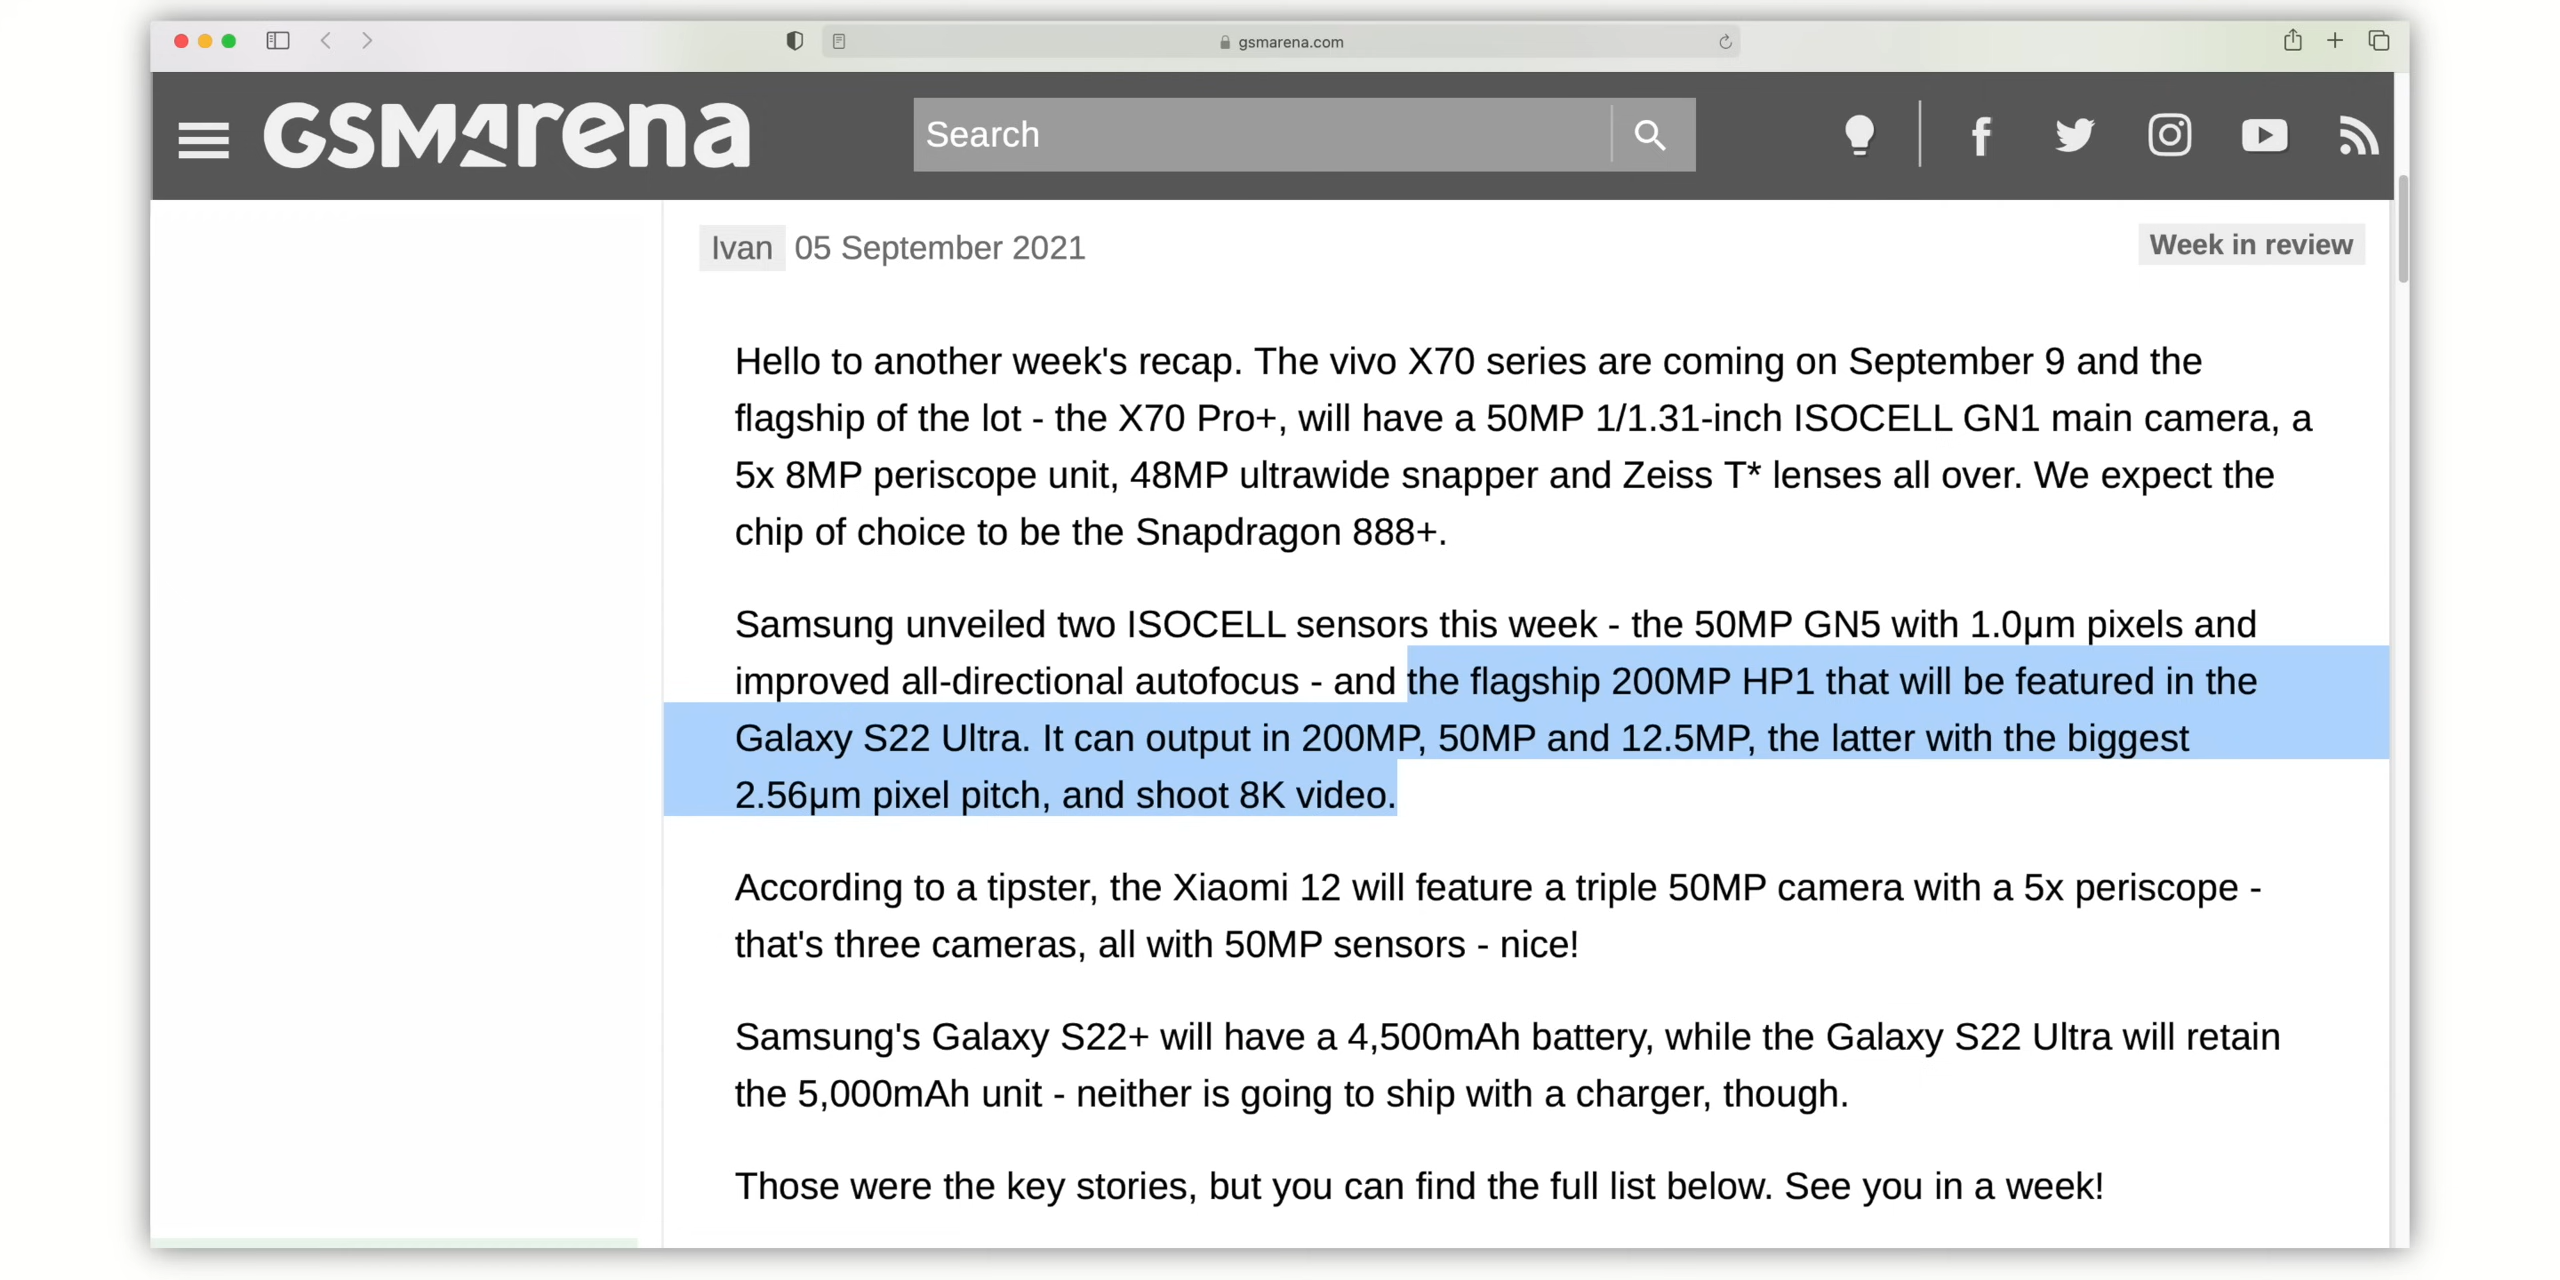 gsmarena.com
GSMArena
Search
Ivan 05 September 2021
Week in review
Hello to another week's recap. The vivo X70 series are coming on September 9 and the
flagship of the lot - the X70 Pro+, will have a 50MP 1/1.31-inch ISOCELL GN1 main camera, a
5x 8MP periscope unit, 48MP ultrawide snapper and Zeiss T* lenses all over. We expect the
chip of choice to be the Snapdragon 888+.
Samsung unveiled two ISOCELL sensors this week - the 50MP GN5 with 1.0μm pixels and
improved all-directional autofocus - and the flagship 200MP HP1 that will be featured in the
Galaxy S22 Ultra. It can output in 200MP, 50MP and 12.5MP, the latter with the biggest
2.56μm pixel pitch, and shoot 8K video.
According to a tipster, the Xiaomi 12 will feature a triple 50MP camera with a 5x periscope -
that's three cameras, all with 50MP sensors - nice!
Samsung's Galaxy S22+ will have a 4,500mAh battery, while the Galaxy S22 Ultra will retain
the 5,000mAh unit - neither is going to ship with a charger, though.
Those were the key stories, but you can find the full list below. See you in a week!